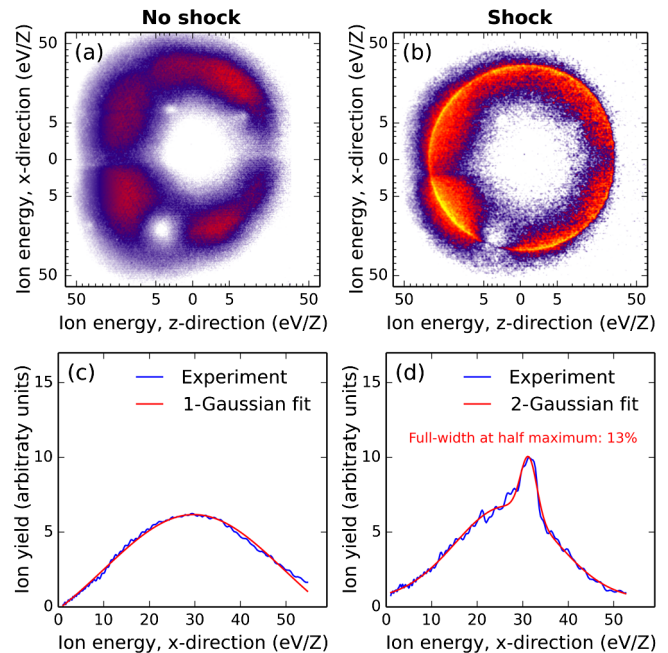 No shock
Shock
(a)
(b)
Ion energy, x-direction (eV/Z)
50
5
0
5
50
50
5
0
5
50
Ion energy, z-direction (eV/Z)
Ion energy, x-direction (eV/Z)
50
5
0
5
50
50
5
0
5
50
Ion energy, z-direction (eV/Z)
(c)
Experiment
1-Gaussian fit
Ion yield (arbitraty units)
15
10
5
0
0
10
20
30
40
50
Ion energy, x-direction (eV/Z)
(d)
Experiment
2-Gaussian fit
Full-width at half maximum: 13%
Ion yield (arbitraty units)
15
10
5
0
0
10
20
30
40
50
Ion energy, x-direction (eV/Z)